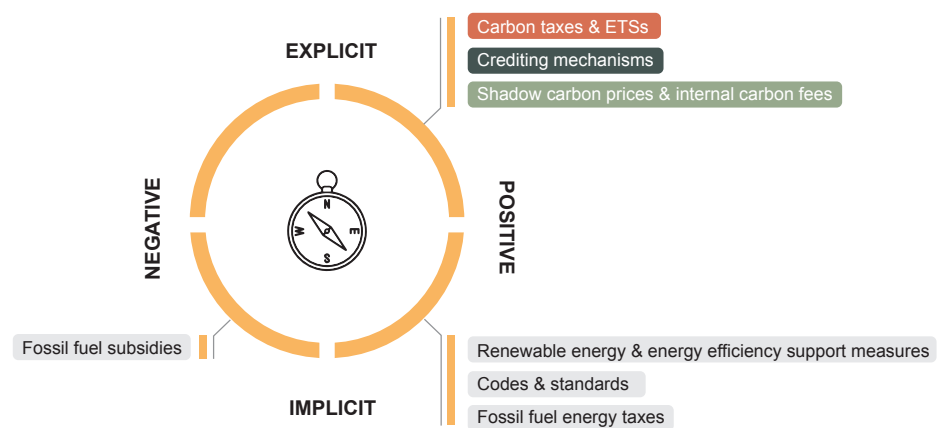 EXPLICIT
Carbon taxes & ETSs
Crediting mechanisms
Shadow carbon prices & internal carbon fees
NEGATIVE
N
W
E
S
POSITIVE
Fossil fuel subsidies
IMPLICIT
Renewable energy & energy efficiency support measures
Codes & standards
Fossil fuel energy taxes